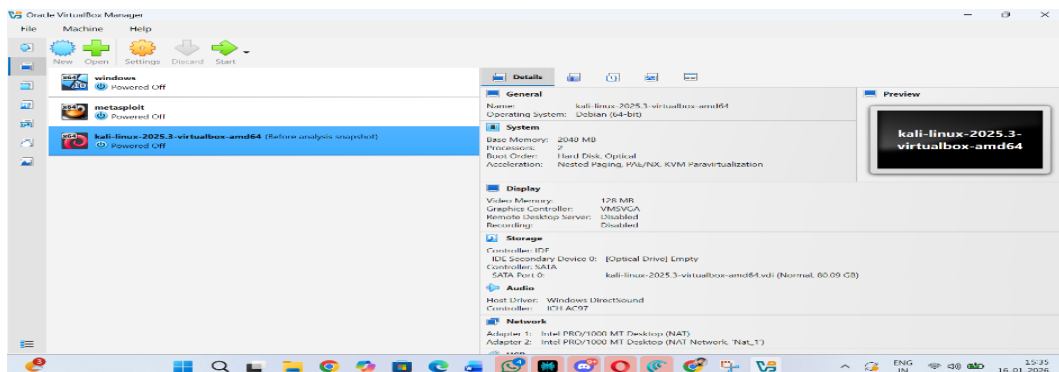 Oracle VirtualBox Manager
File Machine Help
New Open Settings Discard Start
windows
Powered Off
metasploit
Powered Off
kali-linux-2025.3-virtualbox-amd64 (Before analysis snapshot)
Powered Off
Details
General
Name: kali-linux-2025.3-virtualbox-amd64
Operating System: Debian (64-bit)
System
Base Memory: 2048 MB
Processors: 2
Boot Order: Hard Disk, Optical
Acceleration: Nested Paging, PAE/NX, KVM Paravirtualization
Display
Video Memory: 128 MB
Graphics Controller: VMSVGA
Remote Desktop Server: Disabled
Recording: Disabled
Storage
Controller: IDE
IDE Secondary Device 0: [Optical Drive] Empty
Controller: SATA
SATA Port 0: kali-linux-2025.3-virtualbox-amd64.vdi (Normal, 80.09 GB)
Audio
Host Driver: Windows DirectSound
Controller: ICH AC97
Network
Adapter 1: Intel PRO/1000 MT Desktop (NAT)
Adapter 2: Intel PRO/1000 MT Desktop (NAT Network, 'Nat_1')
Preview
kali-linux-2025.3-
virtualbox-amd64
ENG
IN
15:35
16-01-2026